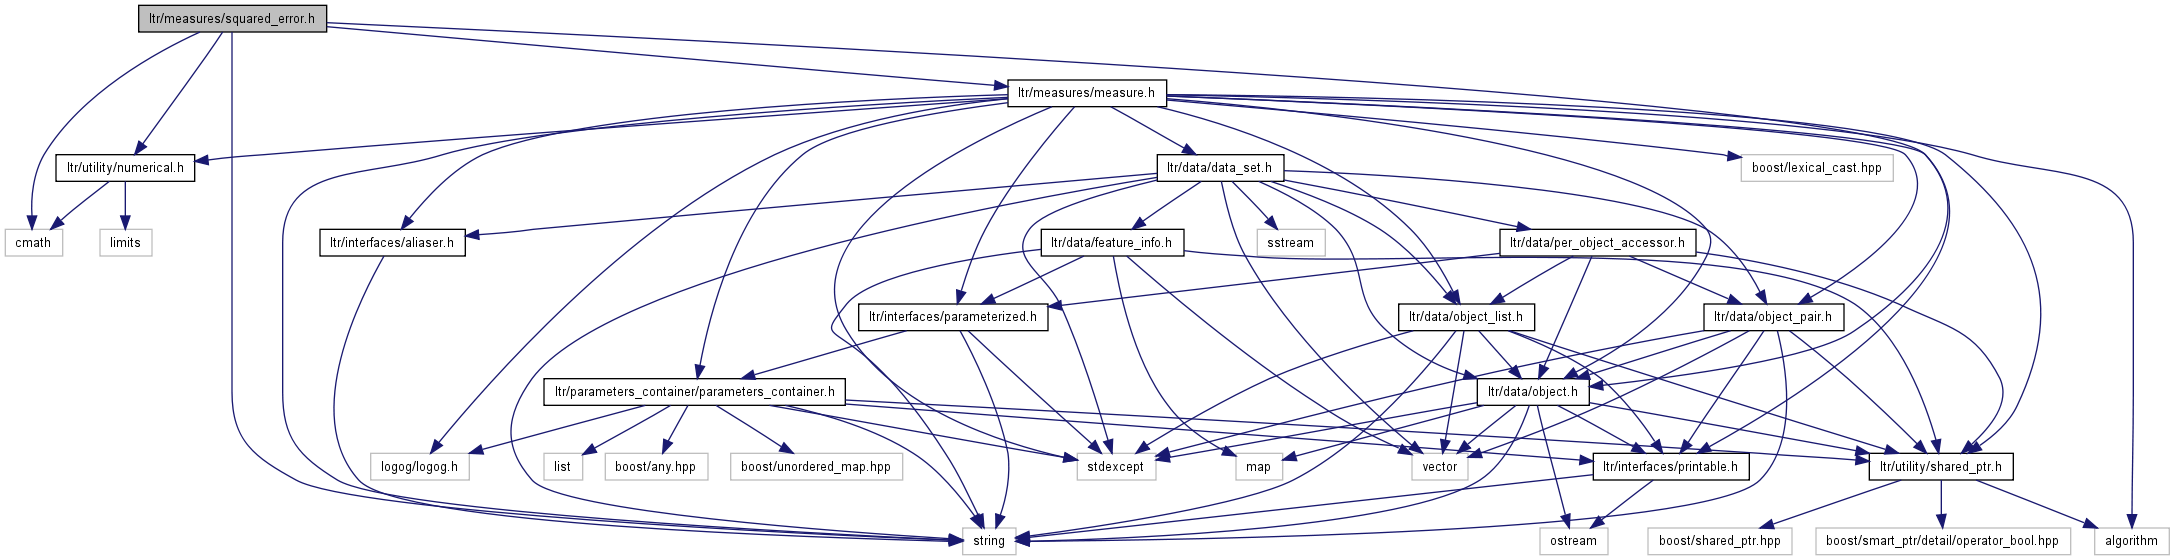 ltr/measures/squared_error.h
ltr/measures/measure.h
ltr/utility/numerical.h
ltr/data/data_set.h
boost/lexical_cast.hpp
cmath
limits
ltr/interfaces/aliaser.h
ltr/data/feature_info.h
sstream
ltr/data/per_object_accessor.h
ltr/interfaces/parameterized.h
ltr/data/object_list.h
ltr/data/object_pair.h
ltr/parameters_container/parameters_container.h
ltr/data/object.h
logog/logog.h
list
boost/any.hpp
boost/unordered_map.hpp
stdexcept
map
vector
ltr/interfaces/printable.h
ltr/utility/shared_ptr.h
string
ostream
boost/shared_ptr.hpp
boost/smart_ptr/detail/operator_bool.hpp
algorithm